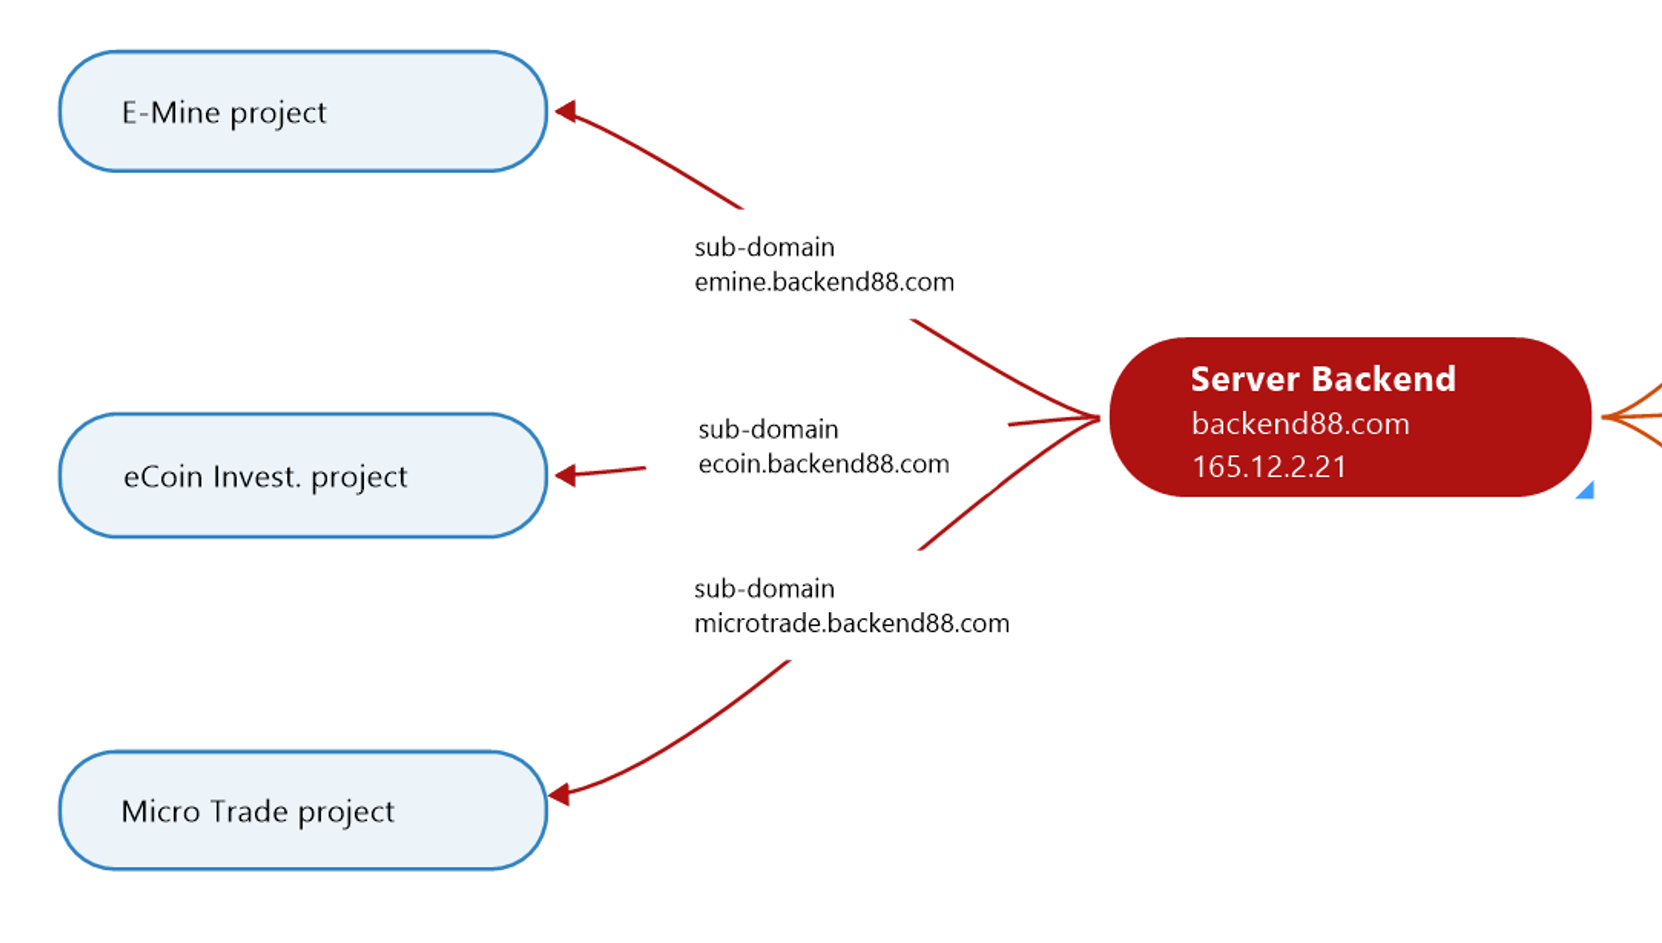 E-Mine project
sub-domain
emine.backend88.com
Server Backend
backend88.com
165.12.2.21
sub-domain
ecoin.backend88.com
eCoin Invest. project
sub-domain
microtrade.backend88.com
Micro Trade project